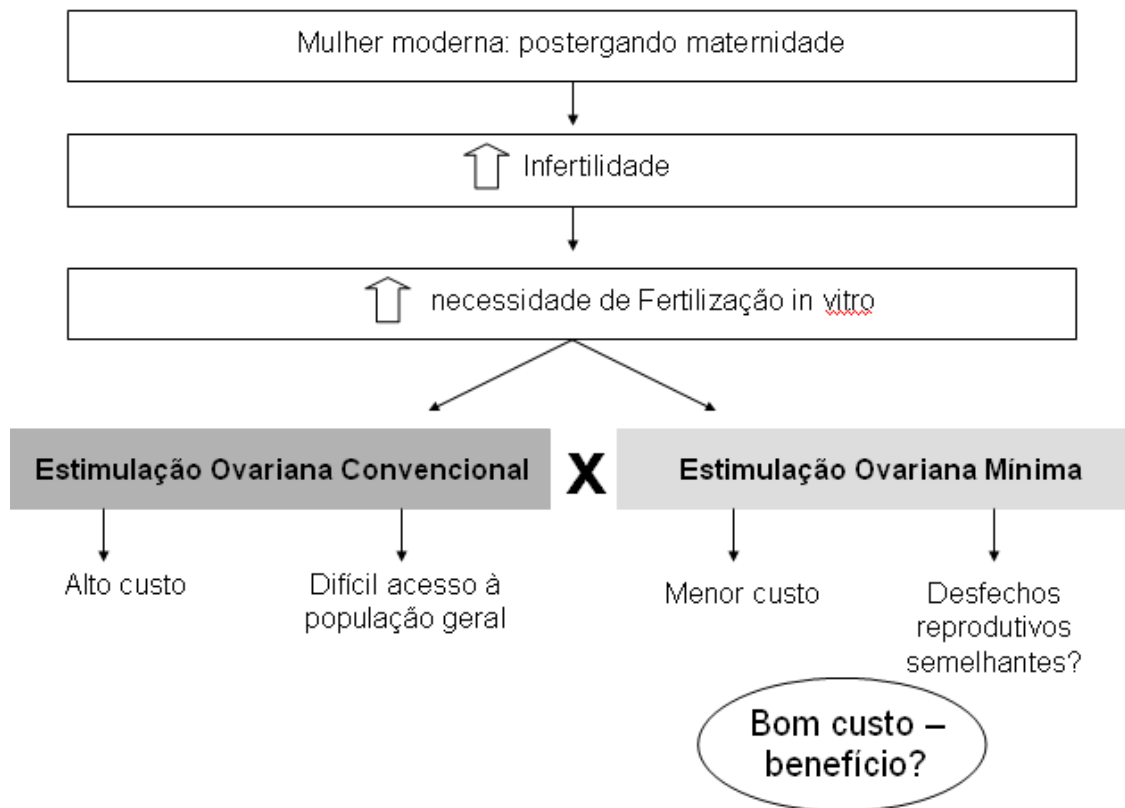 Mulher moderna: postergando maternidade
Infertilidade
necessidade de Fertilização in vitro
Estimulação Ovariana Convencional
X
Estimulação Ovariana Mínima
Alto custo
Difícil acesso à
população geral
Menor custo
Desfechos
reprodutivos
semelhantes?
Bom custo –
benefício?